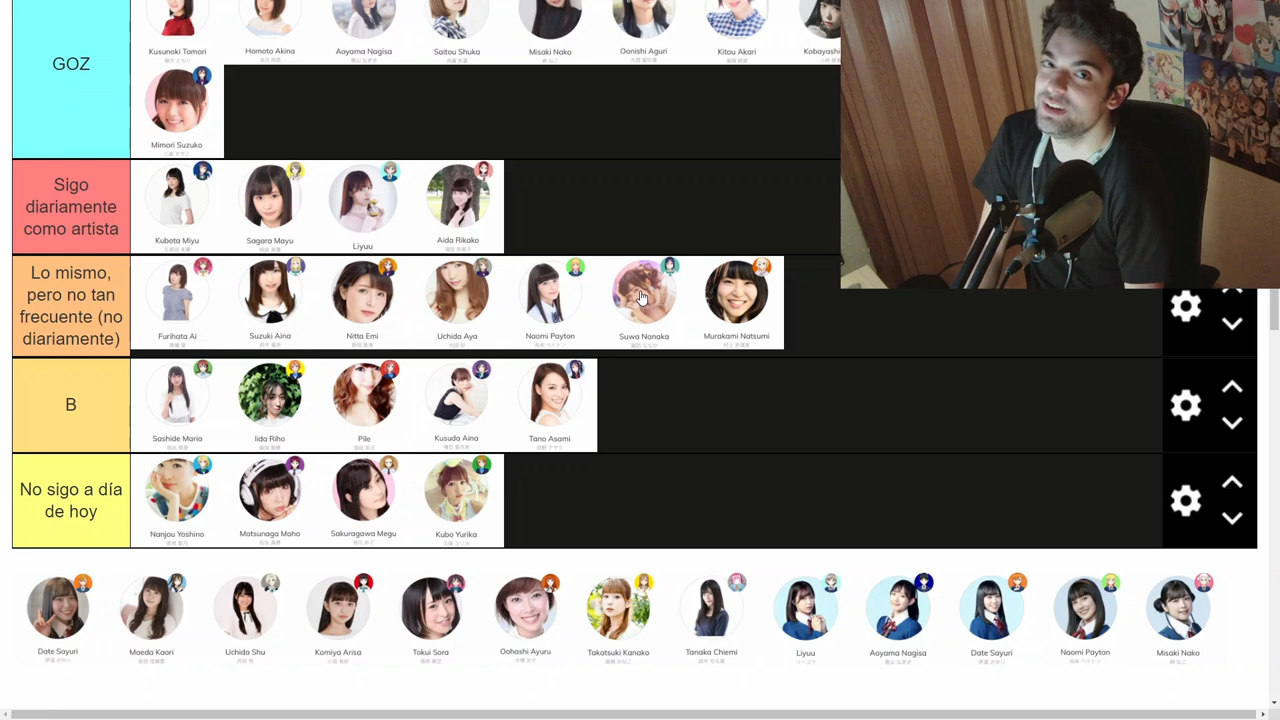 GOZ
Kusunoki Tomori
Homoto Akina
Aoyama Nagisa
Saitou Shuka
Misaki Nako
Oonishi Aguri
Kitou Akari
Kobayashi
Mimori Suzuko
Sigo
diariamente
como artista
Kubota Miyu
Sagara Mayu
Liyuu
Aida Rikako
Lo mismo,
pero no tan
frecuente (no
diariamente)
Furihata Ai
Suzuki Aina
Nitta Emi
Uchida Aya
Naomi Payton
Suwa Nanaka
Murakami Natsumi
B
Sashide Maria
Iida Riho
Pile
Kusuda Aina
Tano Asami
No sigo a día
de hoy
Nanjou Yoshino
Matsunaga Maho
Sakuragawa Megu
Kubo Yurika
Date Sayuri
Maeda Kaori
Uchida Shu
Komiya Arisa
Tokui Sora
Oohashi Ayuru
Takatsuki Kanako
Tanaka Chiemi
Liyuu
Aoyama Nagisa
Date Sayuri
Naomi Payton
Misaki Nako